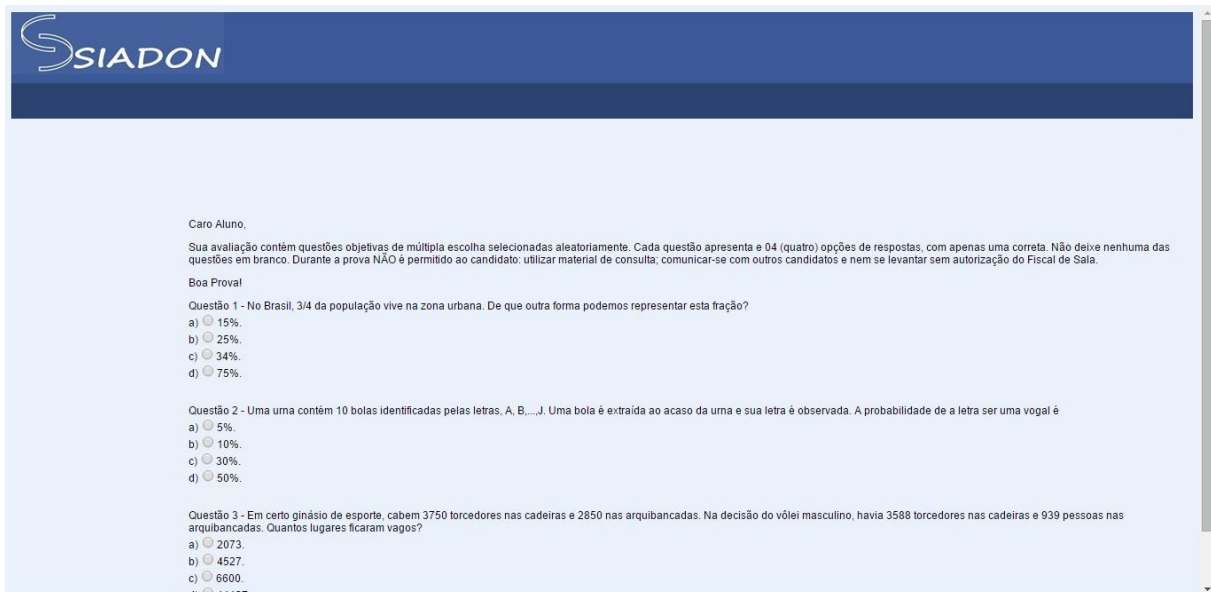 SIADON
Caro Aluno,
Sua avaliação contém questões objetivas de múltipla escolha selecionadas aleatoriamente. Cada questão apresenta e 04 (quatro) opções de respostas, com apenas uma correta. Não deixe nenhuma das
questões em branco. Durante a prova NÃO é permitido ao candidato: utilizar material de consulta; comunicar-se com outros candidatos e nem se levantar sem autorização do Fiscal de Sala.
Boa Prova!
Questão 1 - No Brasil, 3/4 da população vive na zona urbana. De que outra forma podemos representar esta fração?
a) 15%.
b) 25%.
c) 34%.
d) 75%.
Questão 2 - Uma urna contém 10 bolas identificadas pelas letras, A, B,...,J. Uma bola é extraída ao acaso da urna e sua letra é observada. A probabilidade de a letra ser uma vogal é
a) 5%.
b) 10%.
c) 30%.
d) 50%.
Questão 3 - Em certo ginásio de esporte, cabem 3750 torcedores nas cadeiras e 2850 nas arquibancadas. Na decisão do vôlei masculino, havia 3588 torcedores nas cadeiras e 939 pessoas nas
arquibancadas. Quantos lugares ficaram vagos?
a) 2073.
b) 4527.
c) 6600.